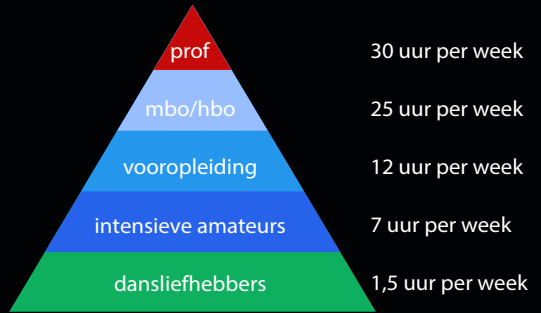 prof 30 uur per week
mbo/hbo 25 uur per week
vooropleiding 12 uur per week
intensieve amateurs 7 uur per week
dansliefhebbers 1,5 uur per week